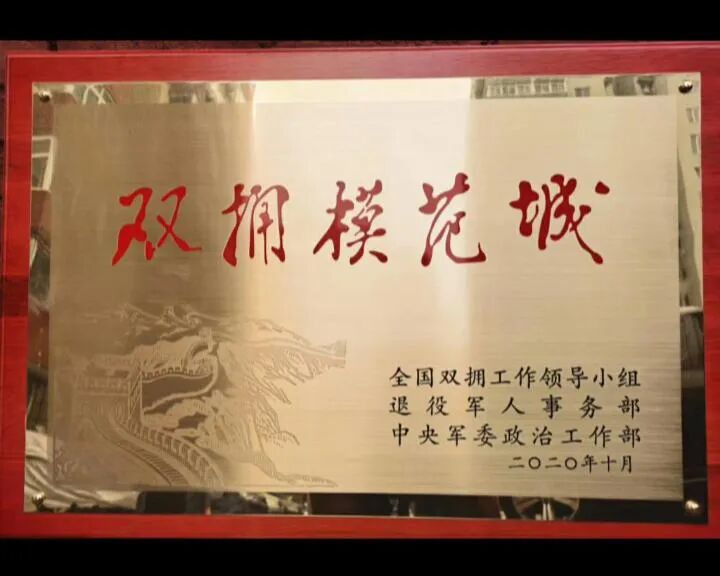 双拥模范城
全国双拥工作领导小组
退役军人事务部
中央军委政治工作部
二〇二〇年十月